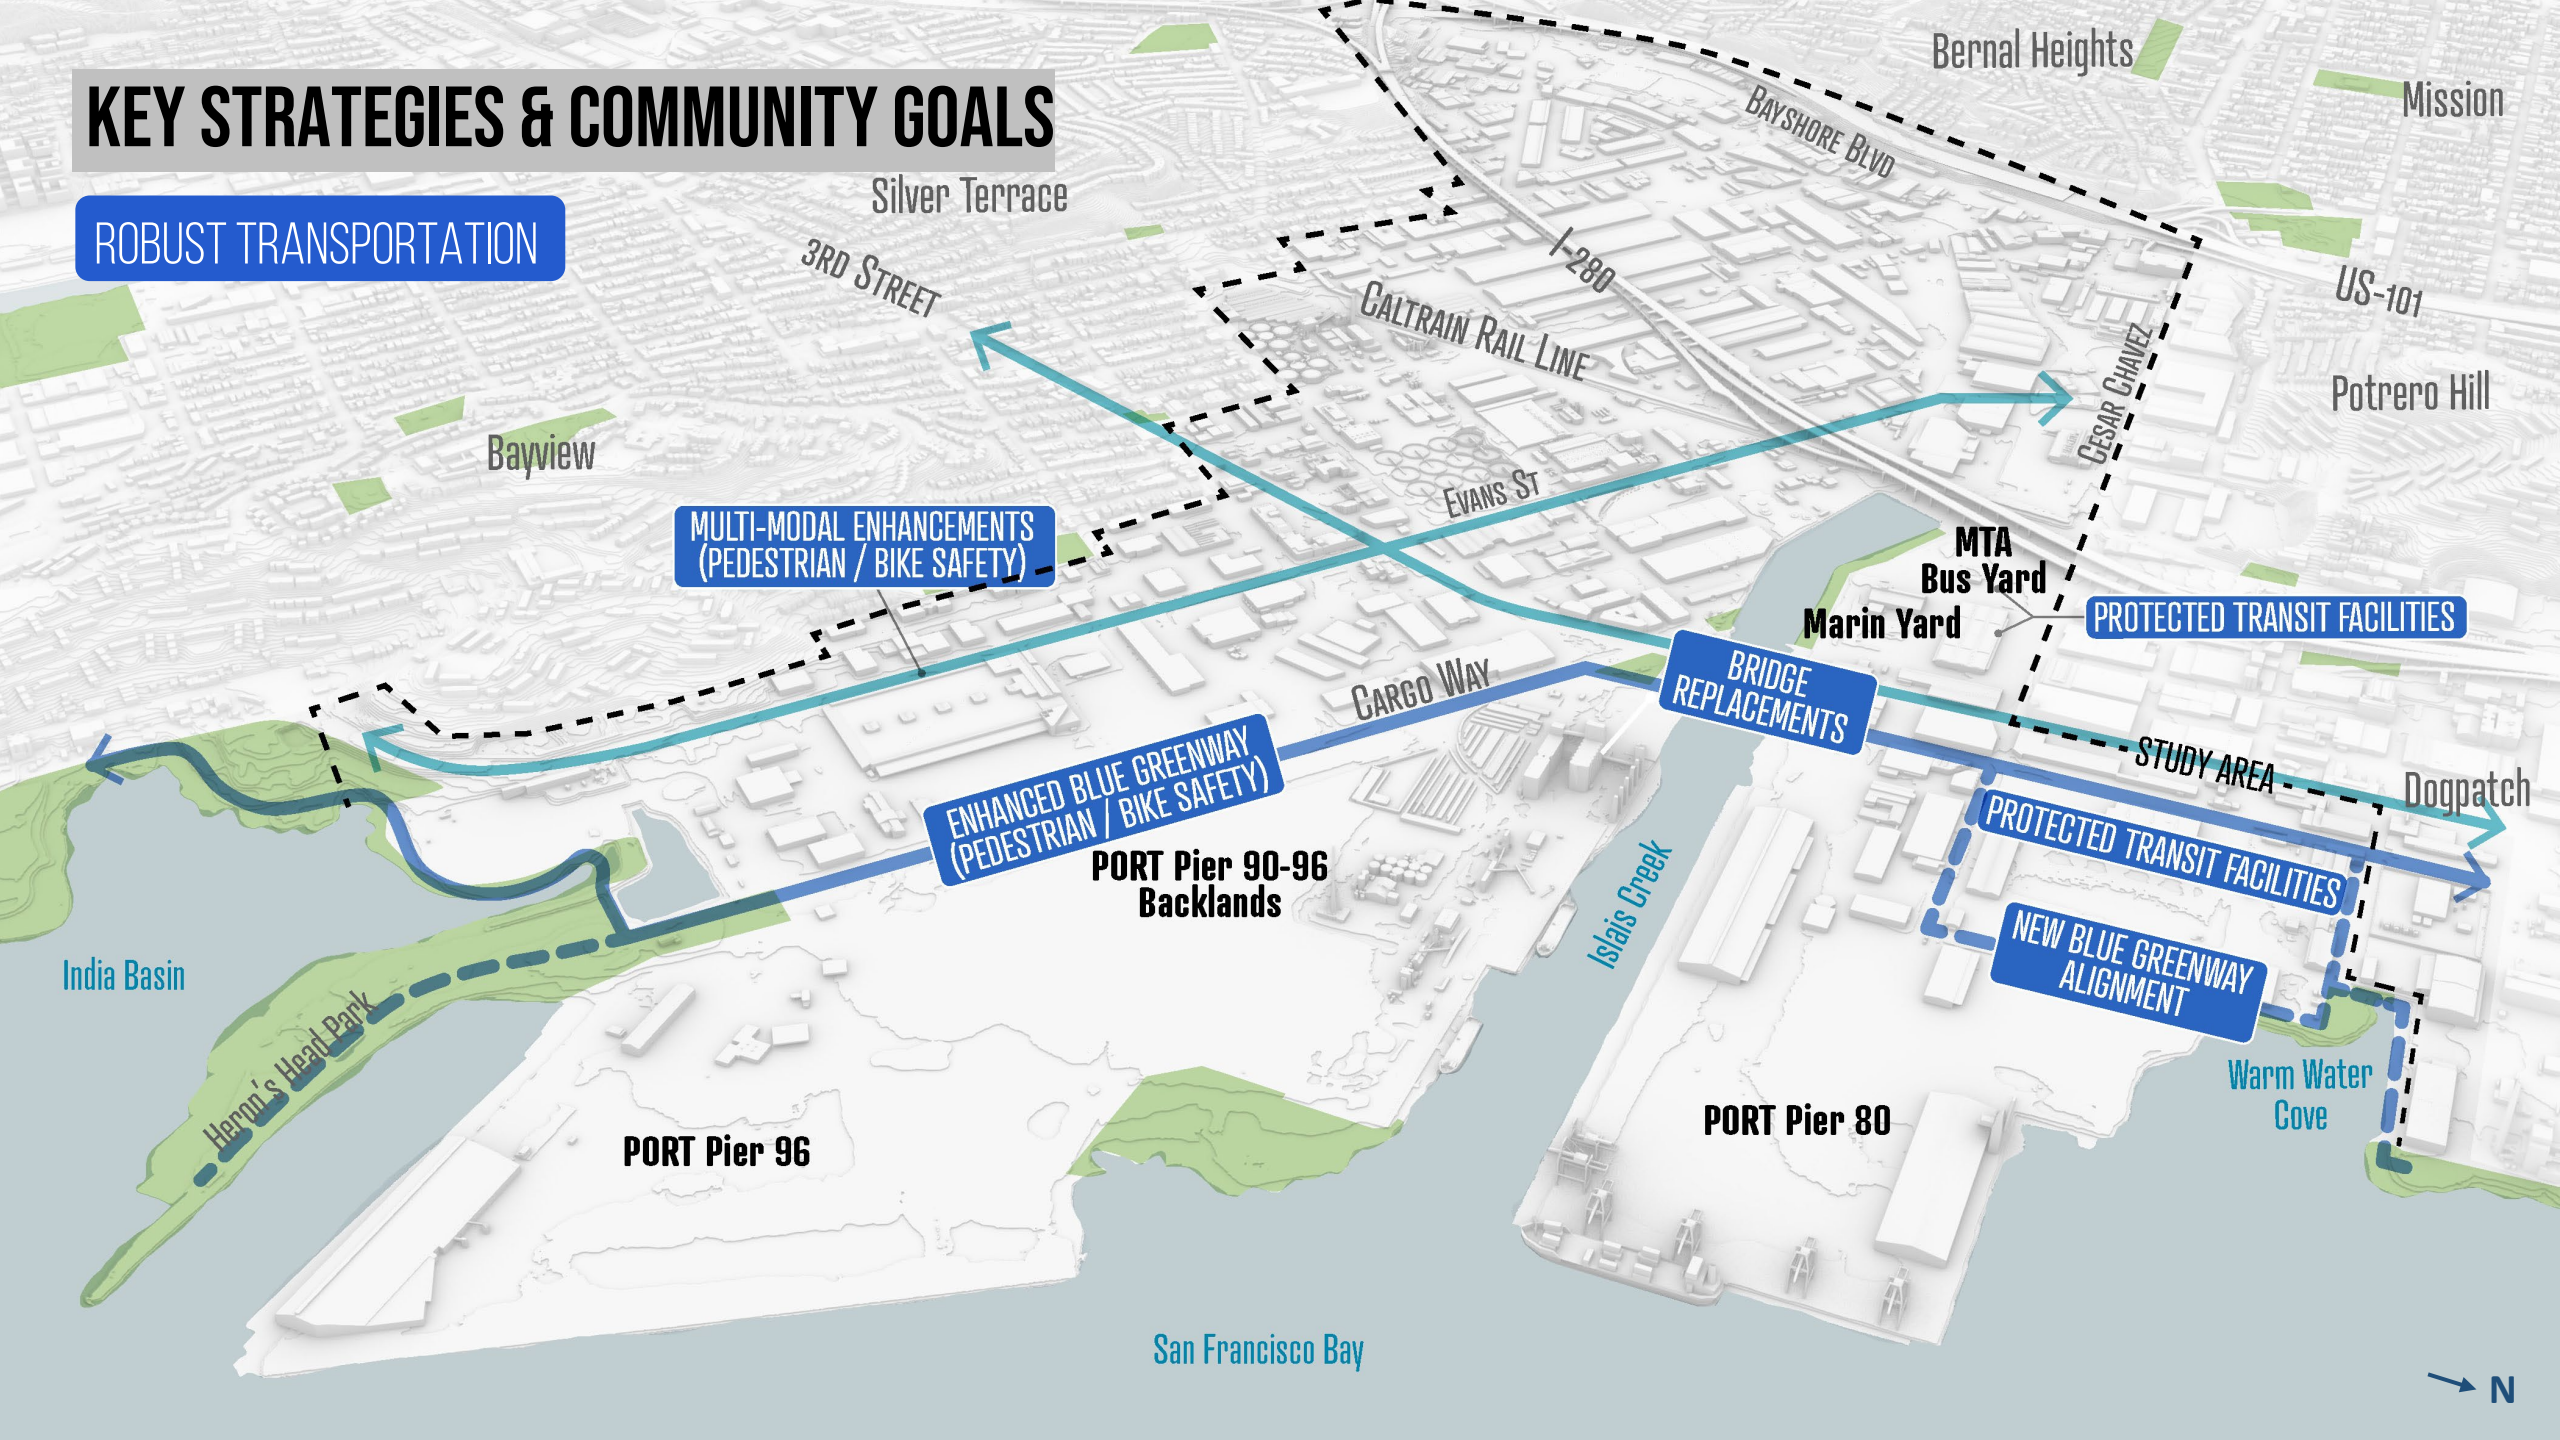 KEY STRATEGIES & COMMUNITY GOALS
ROBUST TRANSPORTATION
Bernal Heights
Mission
BAYSHORE BLVD
Silver Terrace
3RD STREET
I-280
CALTRAIN RAIL LINE
US-101
CESAR CHAVEZ
Potrero Hill
Bayview
EVANS ST
MULTI-MODAL ENHANCEMENTS
(PEDESTRIAN / BIKE SAFETY)
MTA
Bus Yard
Marin Yard
PROTECTED TRANSIT FACILITIES
BRIDGE
REPLACEMENTS
CARGO WAY
STUDY AREA
Dogpatch
ENHANCED BLUE GREENWAY
(PEDESTRIAN / BIKE SAFETY)
PROTECTED TRANSIT FACILITIES
PORT Pier 90-96
Backlands
Islais Creek
NEW BLUE GREENWAY
ALIGNMENT
India Basin
Heron's Head Park
Warm Water
Cove
PORT Pier 96
PORT Pier 80
San Francisco Bay
N